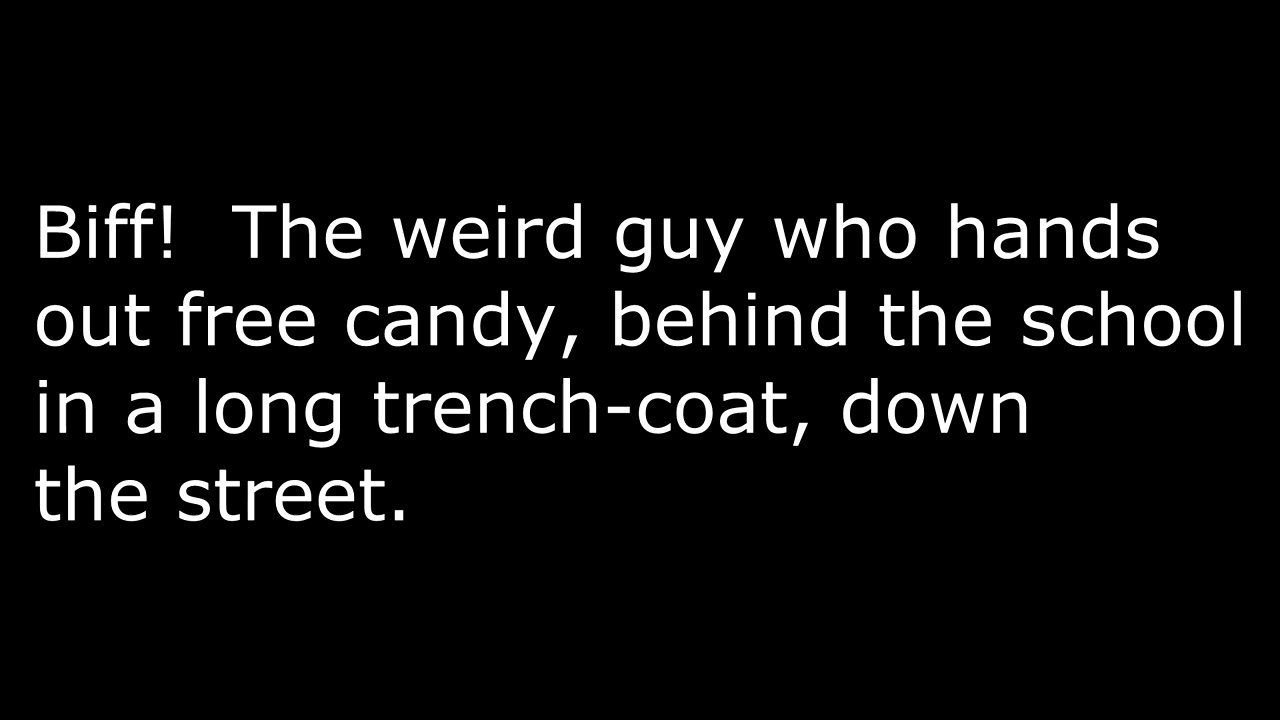 Biff!  The weird guy who hands
out free candy, behind the school
in a long trench-coat, down
the street.